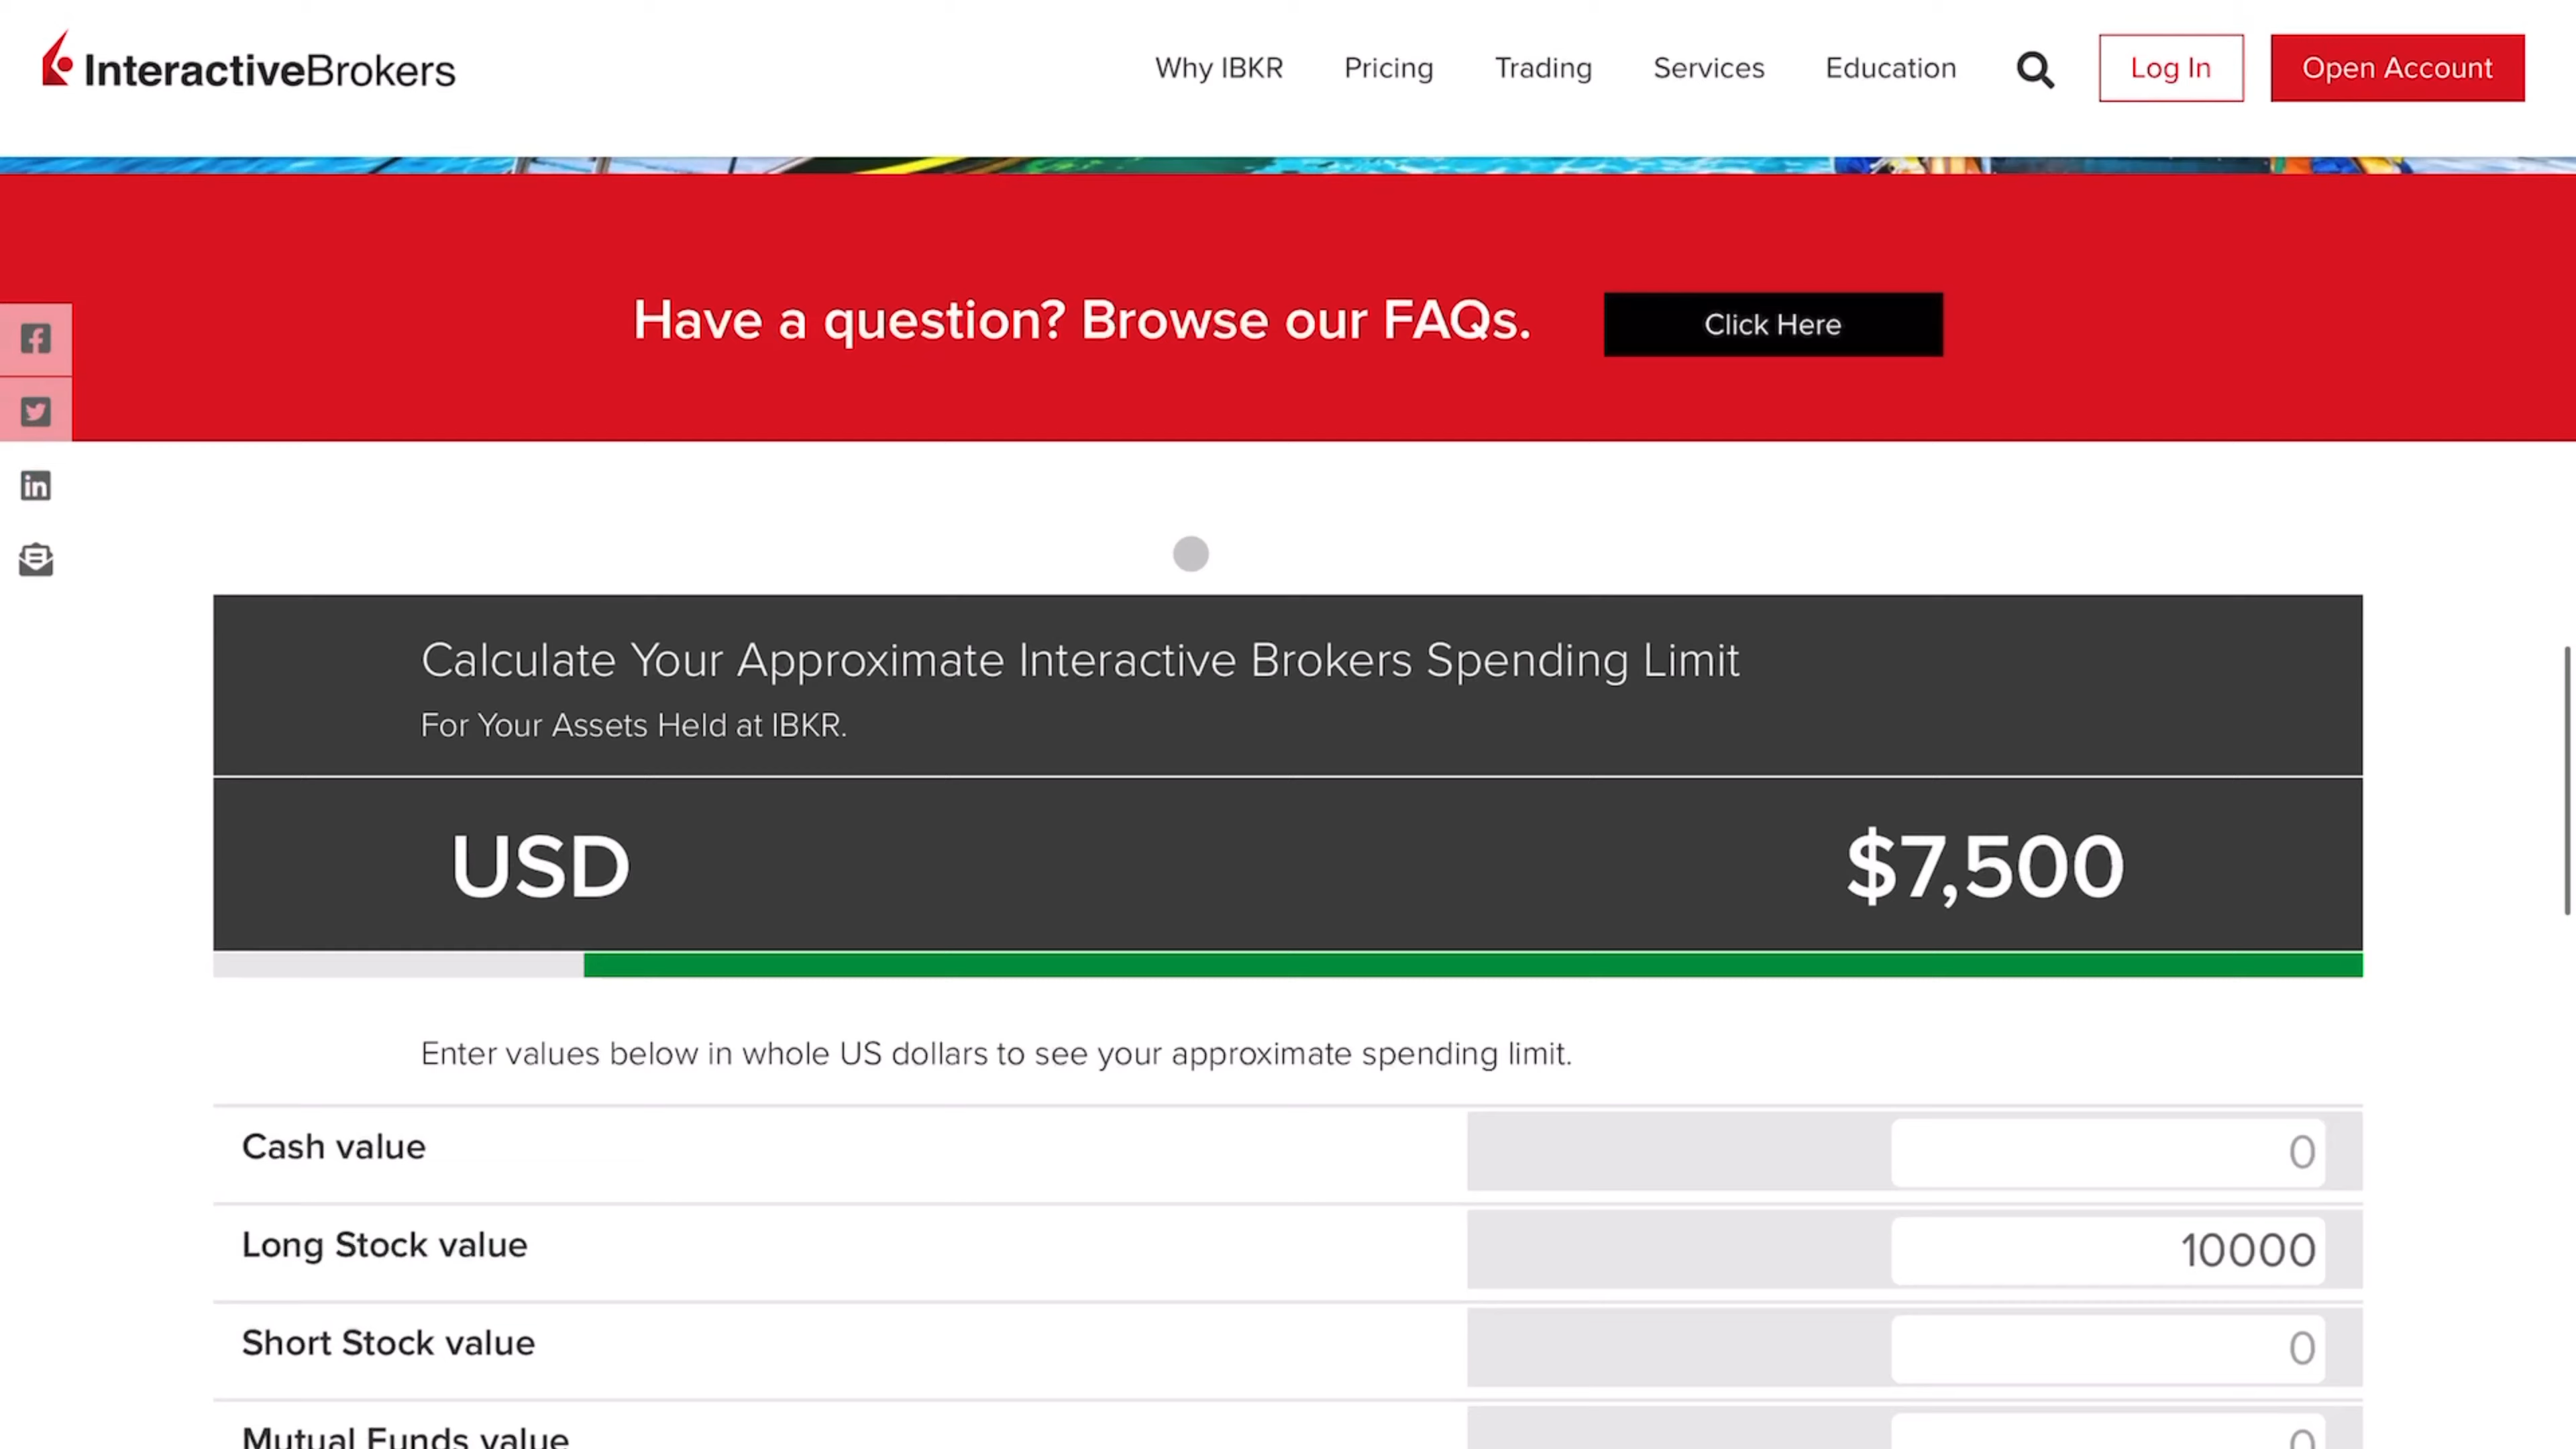 InteractiveBrokers
Why IBKR Pricing Trading Services Education Log In Open Account
Have a question? Browse our FAQs. Click Here
Calculate Your Approximate Interactive Brokers Spending Limit
For Your Assets Held at IBKR.
USD $7,500
Enter values below in whole US dollars to see your approximate spending limit.
Cash value 0
Long Stock value 10000
Short Stock value 0
Mutual Funds value 0